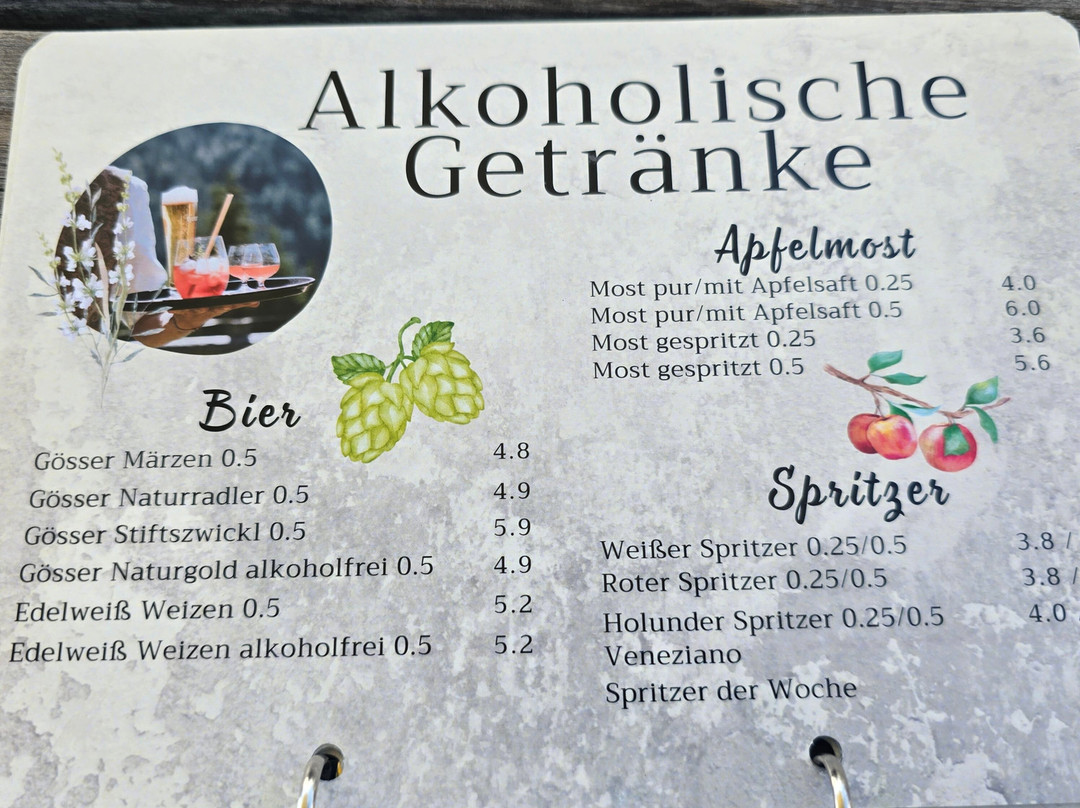 Alkoholische
Getränke
Bier
Gösser Märzen 0.5 4.8
Gösser Naturradler 0.5 4.9
Gösser Stiftszwickl 0.5 5.9
Gösser Naturgold alkoholfrei 0.5 4.9
Edelweiß Weizen 0.5 5.2
Edelweiß Weizen alkoholfrei 0.5 5.2
Apfelmost
Most pur/mit Apfelsaft 0.25 4.0
Most pur/mit Apfelsaft 0.5 6.0
Most gespritzt 0.25 3.6
Most gespritzt 0.5 5.6
Spritzer
Weißer Spritzer 0.25/0.5 3.8 /
Roter Spritzer 0.25/0.5 3.8 /
Holunder Spritzer 0.25/0.5 4.0
Veneziano
Spritzer der Woche